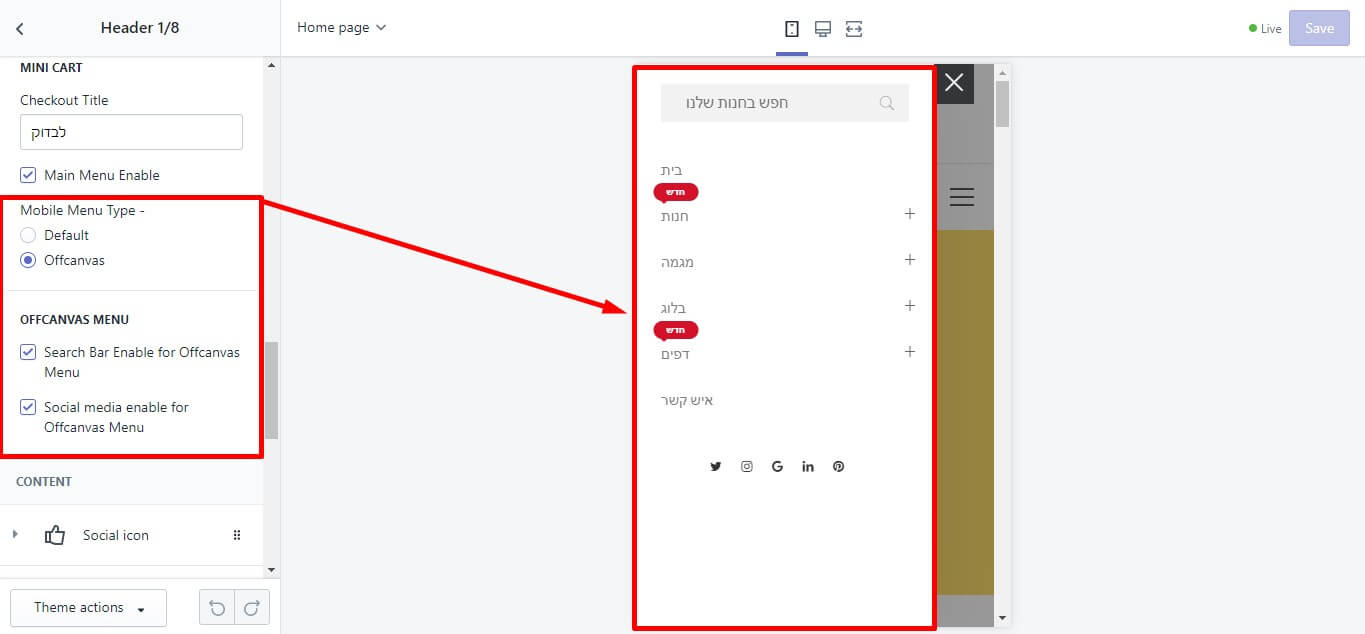 Header 1/8
Home page
Live
Save
MINI CART
Checkout Title
לבדוק
Main Menu Enable
Mobile Menu Type -
Default
Offcanvas
OFFCANVAS MENU
Search Bar Enable for Offcanvas
Menu
Social media enable for
Offcanvas Menu
CONTENT
Social icon
Theme actions
חפש בחנות שלנו
בית
חדש
חנות
מגמה
בלוג
חדש
דפים
איש קשר